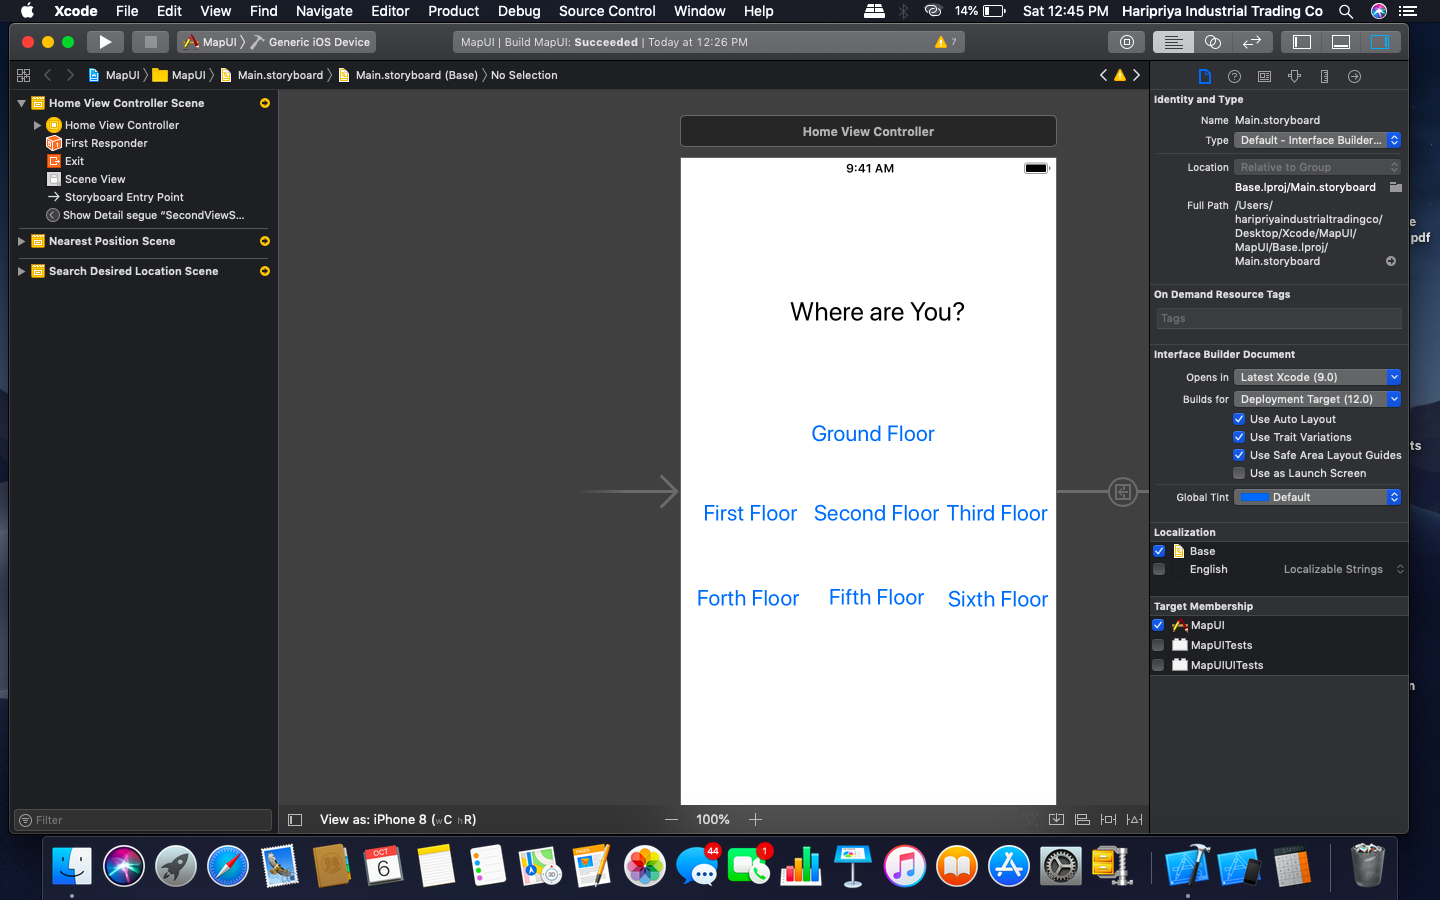 Xcode File Edit View Find Navigate Editor Product Debug Source Control Window Help 14% Sat 12:45 PM Haripriya Industrial Trading Co
MapUI Generic iOS Device
MapUI | Build MapUI: Succeeded | Today at 12:26 PM 7
MapUI MapUI Main.storyboard Main.storyboard (Base) No Selection
Home View Controller Scene
Home View Controller
First Responder
Exit
Scene View
Storyboard Entry Point
Show Detail segue “SecondViewS...
Nearest Position Scene
Search Desired Location Scene
Filter
Home View Controller
9:41 AM
Where are You?
Ground Floor
First Floor Second Floor Third Floor
Forth Floor Fifth Floor Sixth Floor
View as: iPhone 8 (wC hR)
100%
Identity and Type
Name Main.storyboard
Type Default - Interface Builder...
Location Relative to Group
Base.lproj/Main.storyboard
Full Path /Users/
haripriyaindustrialtradingco/
Desktop/Xcode/MapUI/
MapUI/Base.lproj/
Main.storyboard
On Demand Resource Tags
Tags
Interface Builder Document
Opens in Latest Xcode (9.0)
Builds for Deployment Target (12.0)
Use Auto Layout
Use Trait Variations
Use Safe Area Layout Guides
Use as Launch Screen
Global Tint Default
Localization
Base
English Localizable Strings
Target Membership
MapUI
MapUITests
MapUIUITests
e
pdf
ts
n
OCT
6
3D
44
1